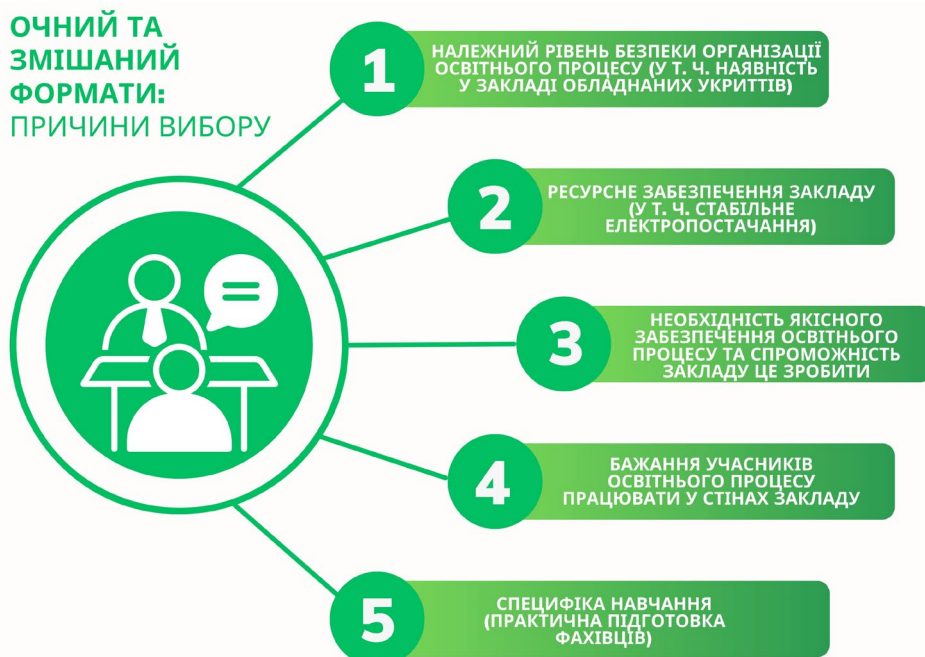 ОЧНИЙ ТА
ЗМІШАНИЙ
ФОРМАТИ:
ПРИЧИНИ ВИБОРУ
1
НАЛЕЖНИЙ РІВЕНЬ БЕЗПЕКИ ОРГАНІЗАЦІЇ
ОСВІТНЬОГО ПРОЦЕСУ (У Т. Ч. НАЯВНІСТЬ
У ЗАКЛАДІ ОБЛАДНАНИХ УКРИТТІВ)
2
РЕСУРСНЕ ЗАБЕЗПЕЧЕННЯ ЗАКЛАДУ
(У Т. Ч. СТАБІЛЬНЕ
ЕЛЕКТРОПОСТАЧАННЯ)
3
НЕОБХІДНІСТЬ ЯКІСНОГО
ЗАБЕЗПЕЧЕННЯ ОСВІТНЬОГО
ПРОЦЕСУ ТА СПРОМОЖНІСТЬ
ЗАКЛАДУ ЦЕ ЗРОБИТИ
4
БАЖАННЯ УЧАСНИКІВ
ОСВІТНЬОГО ПРОЦЕСУ
ПРАЦЮВАТИ У СТІНАХ ЗАКЛАДУ
5
СПЕЦИФІКА НАВЧАННЯ
(ПРАКТИЧНА ПІДГОТОВКА
ФАХІВЦІВ)